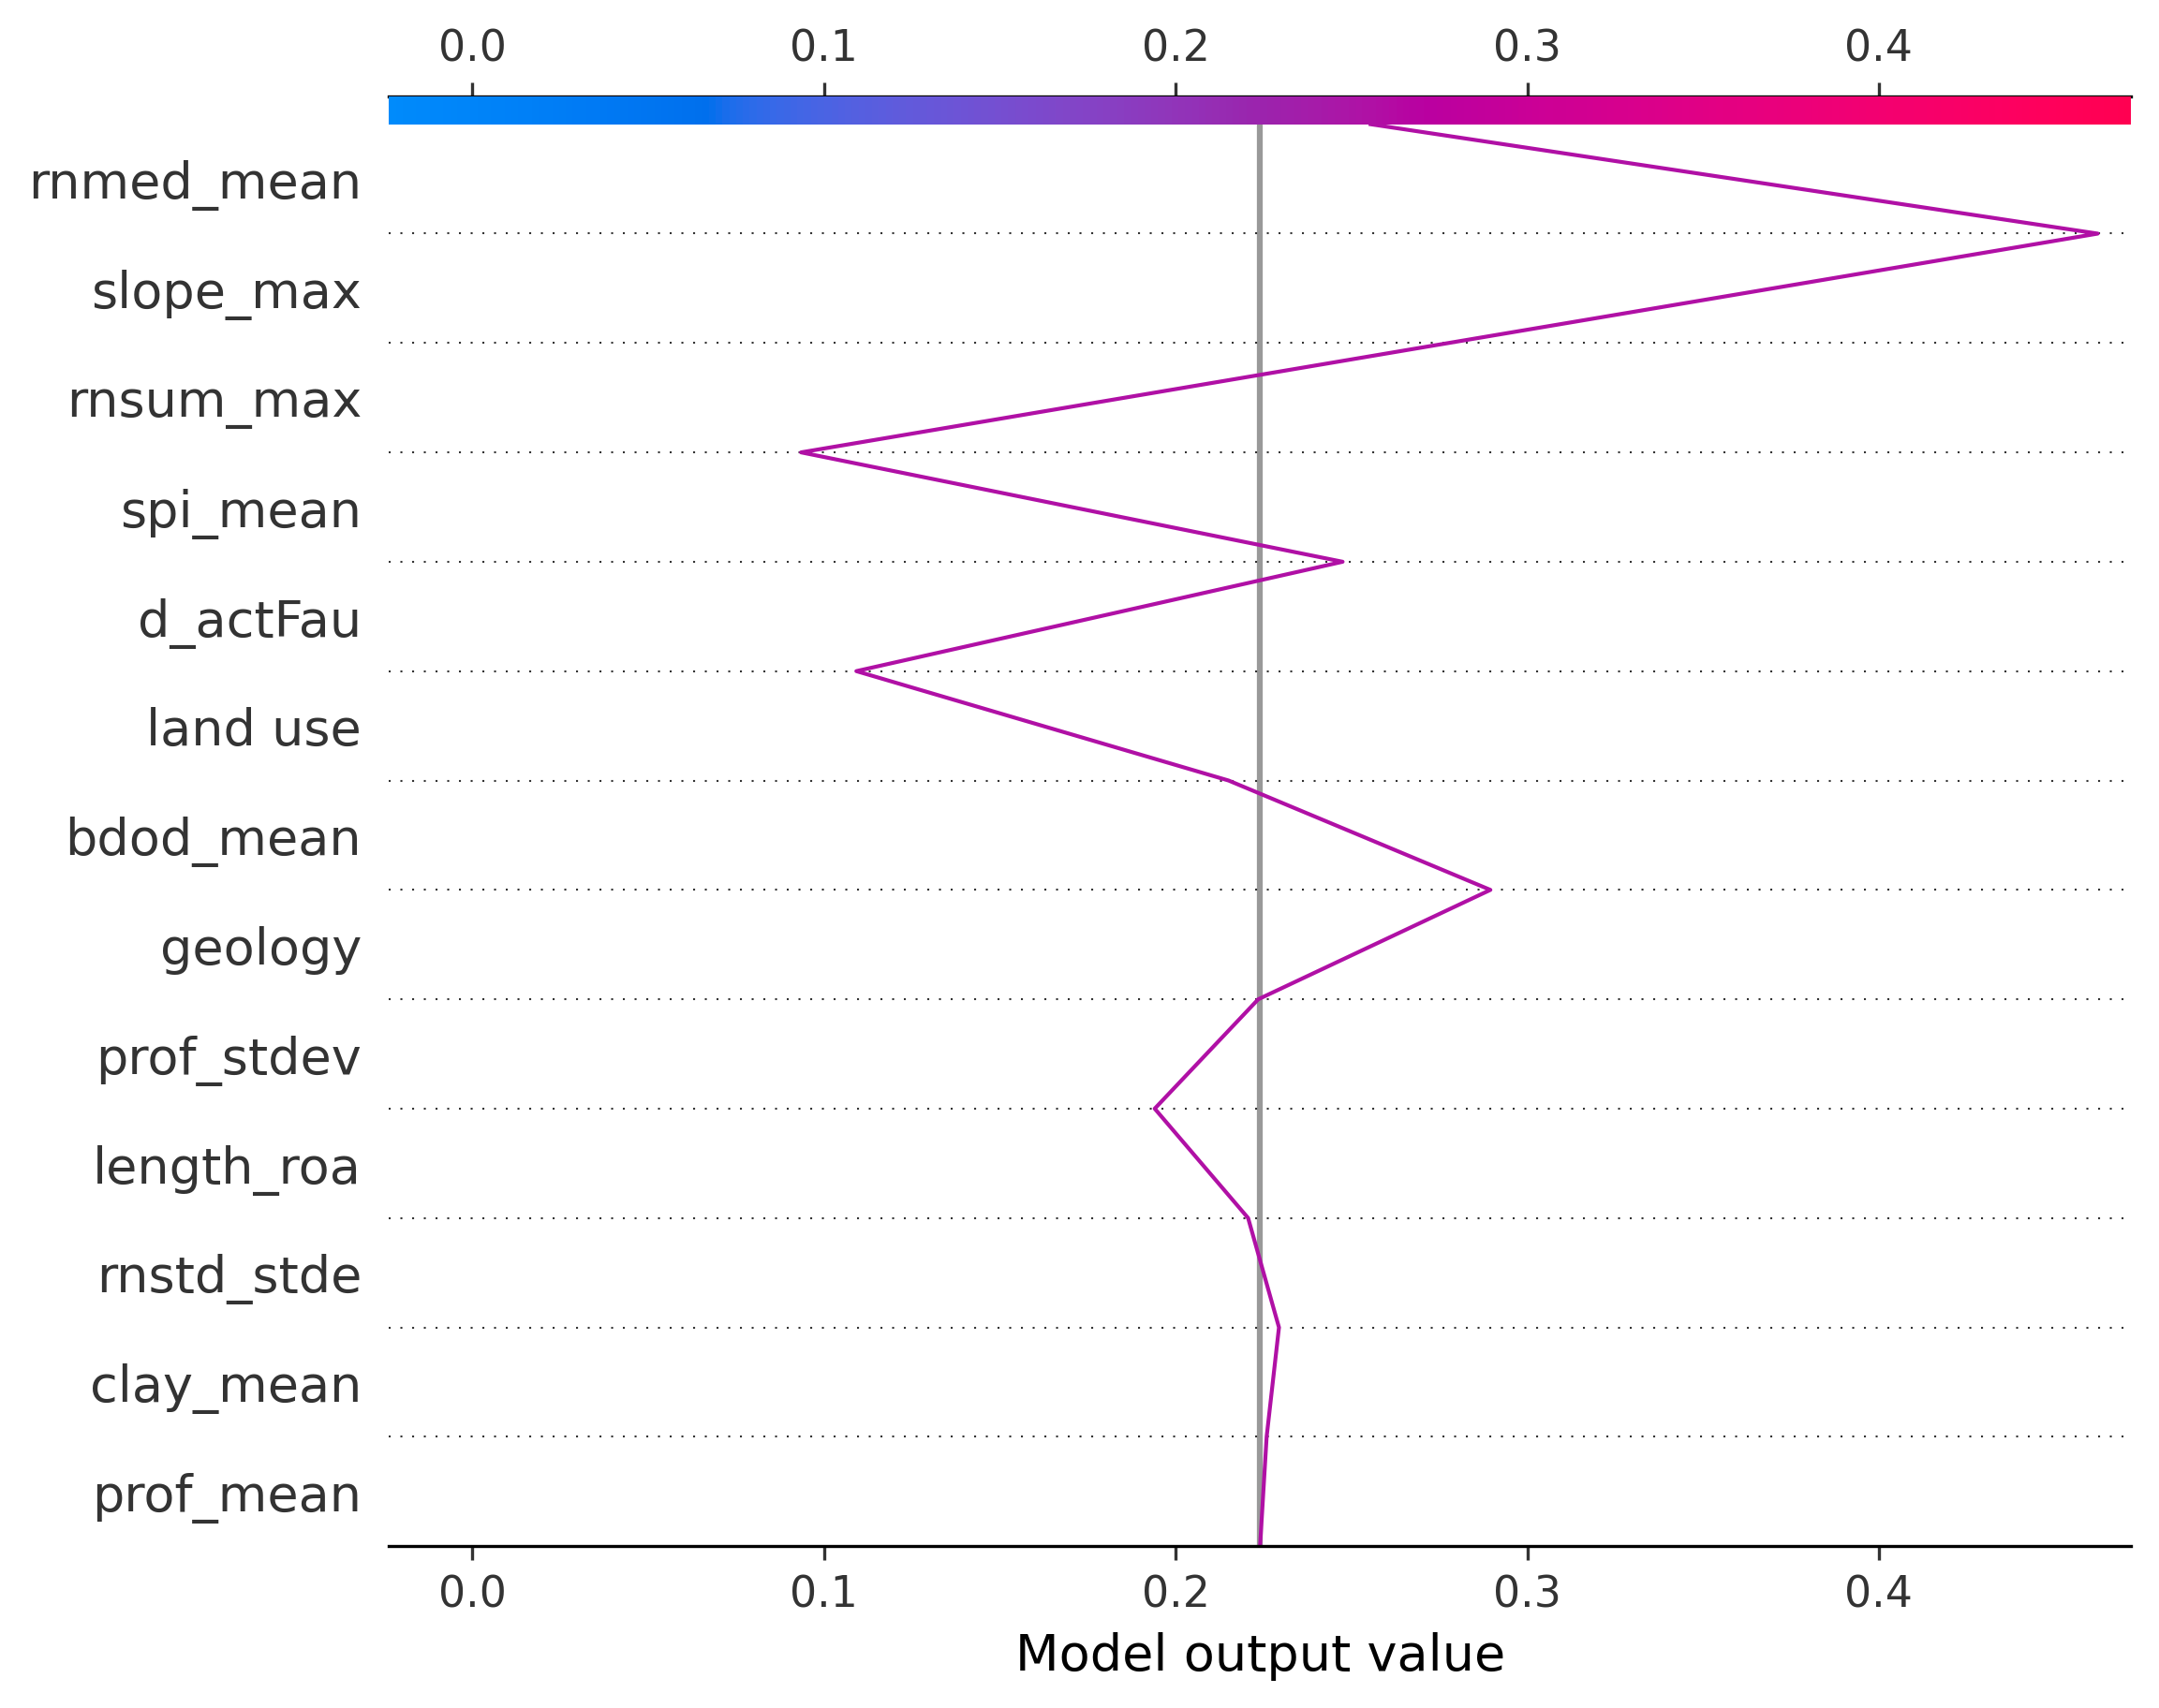 0.0 0.1 0.2 0.3 0.4
rnmed_mean
slope_max
rnsum_max
spi_mean
d_actFau
land use
bdod_mean
geology
prof_stdev
length_roa
rnstd_stde
clay_mean
prof_mean
0.0 0.1 0.2 0.3 0.4
Model output value